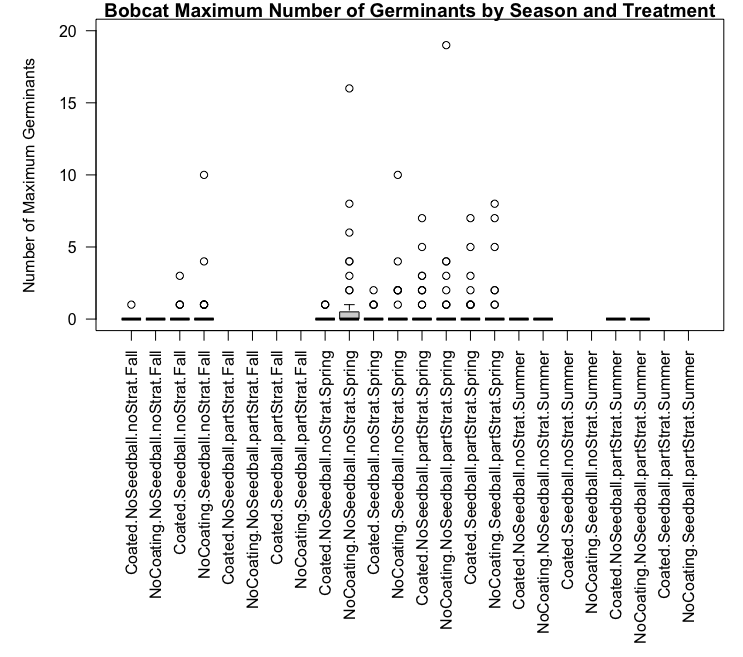 Bobcat Maximum Number of Germinants by Season and Treatment
Number of Maximum Germinants
20
15
10
5
0
Coated.NoSeedball.noStrat.Fall
NoCoating.NoSeedball.noStrat.Fall
Coated.Seedball.noStrat.Fall
NoCoating.Seedball.noStrat.Fall
Coated.NoSeedball.partStrat.Fall
NoCoating.NoSeedball.partStrat.Fall
Coated.Seedball.partStrat.Fall
NoCoating.Seedball.partStrat.Fall
Coated.NoSeedball.noStrat.Spring
NoCoating.NoSeedball.noStrat.Spring
Coated.Seedball.noStrat.Spring
NoCoating.Seedball.noStrat.Spring
Coated.NoSeedball.partStrat.Spring
NoCoating.NoSeedball.partStrat.Spring
Coated.Seedball.partStrat.Spring
NoCoating.Seedball.partStrat.Spring
Coated.NoSeedball.noStrat.Summer
NoCoating.NoSeedball.noStrat.Summer
Coated.Seedball.noStrat.Summer
NoCoating.Seedball.noStrat.Summer
Coated.NoSeedball.partStrat.Summer
NoCoating.NoSeedball.partStrat.Summer
Coated.Seedball.partStrat.Summer
NoCoating.Seedball.partStrat.Summer